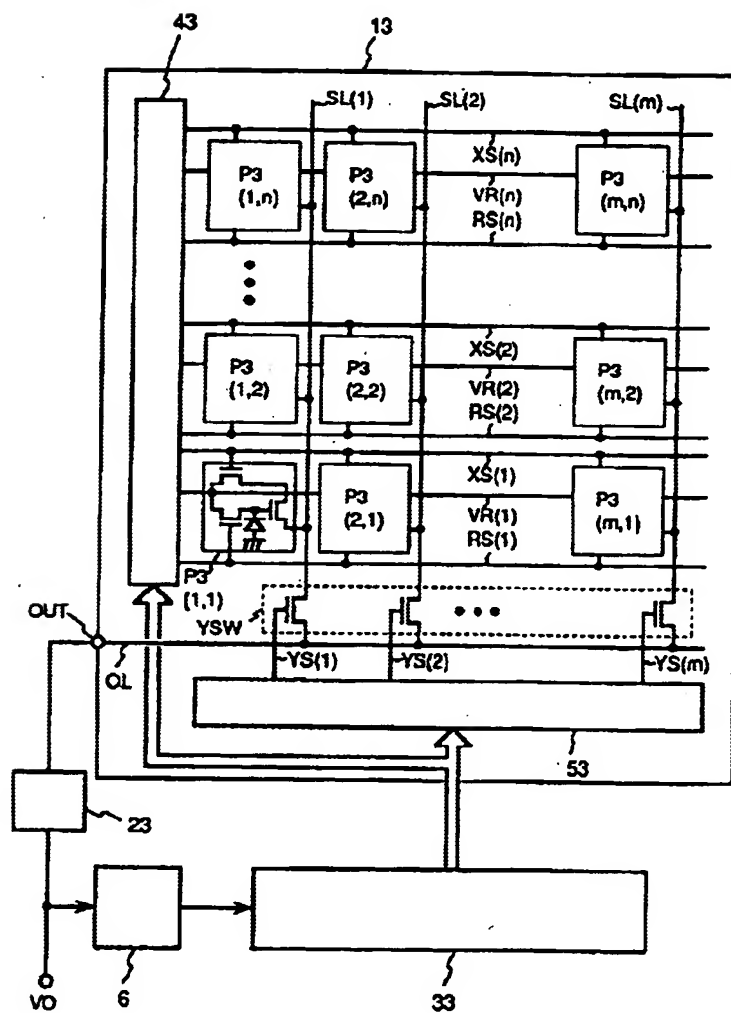 43
13
SL(1)
SL(2)
SL(m)
P3
(1,n)
P3
(2,n)
XS(n)
VR(n)
RS(n)
P3
(m,n)
P3
(1,2)
P3
(2,2)
XS(2)
VR(2)
RS(2)
P3
(m,2)
P3
(2,1)
XS(1)
VR(1)
RS(1)
P3
(m,1)
P3
(1,1)
OUT
YSW
OL
YS(1)
YS(2)
YS(m)
53
23
6
33
VO